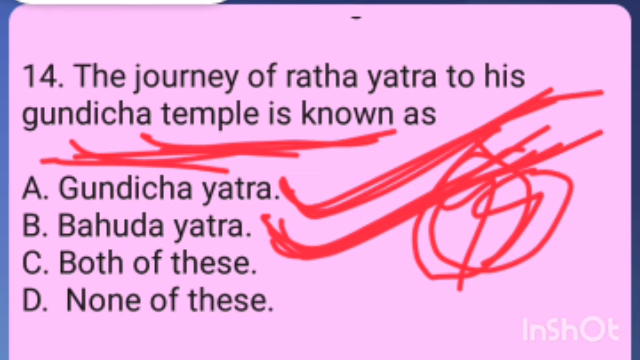 14. The journey of ratha yatra to his
gundicha temple is known as
A. Gundicha yatra.
B. Bahuda yatra.
C. Both of these.
D. None of these.
InShOt